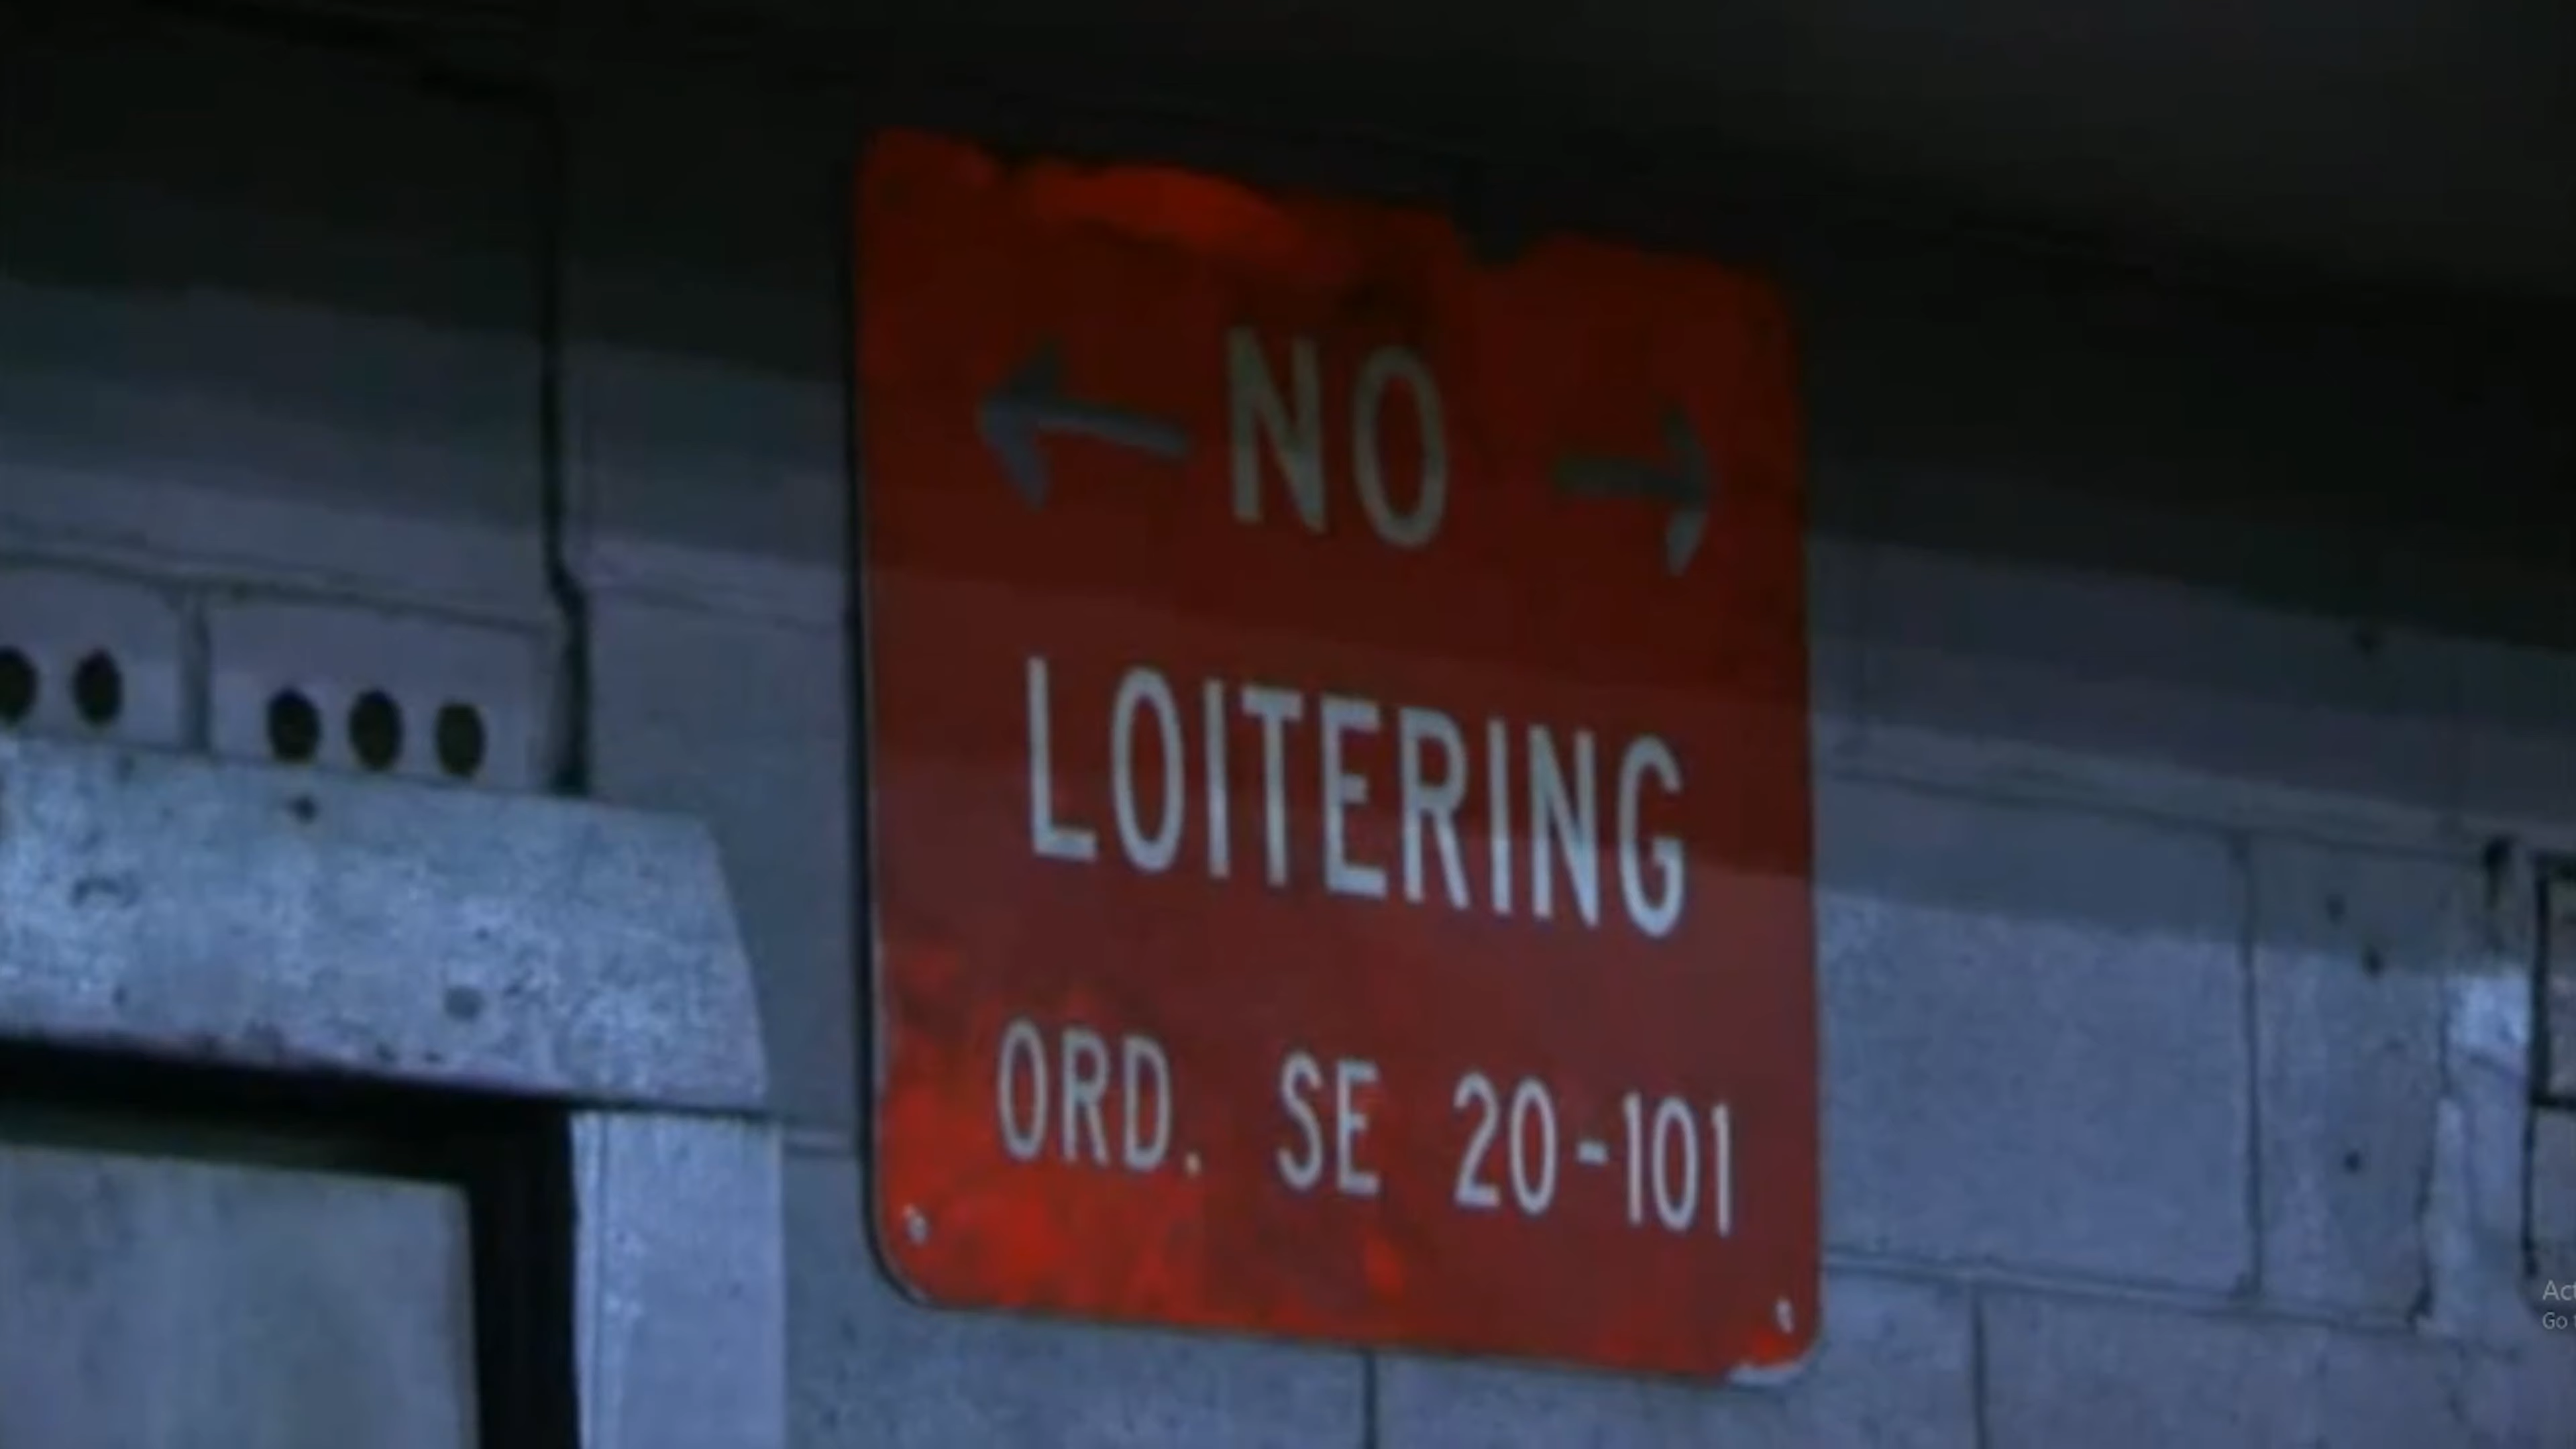 ← NO →
LOITERING
ORD. SE 20-101